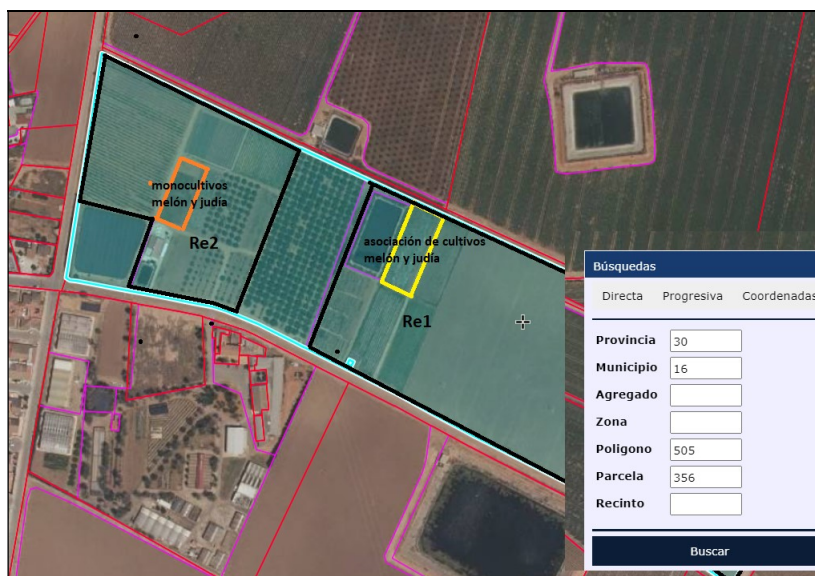 monocultivos
melón y judía
Re2
asociación de cultivos
melón y judía
Re1
Búsquedas
Directa Progresiva Coordenadas
Provincia 30
Municipio 16
Agregado
Zona
Poligono 505
Parcela 356
Recinto
Buscar